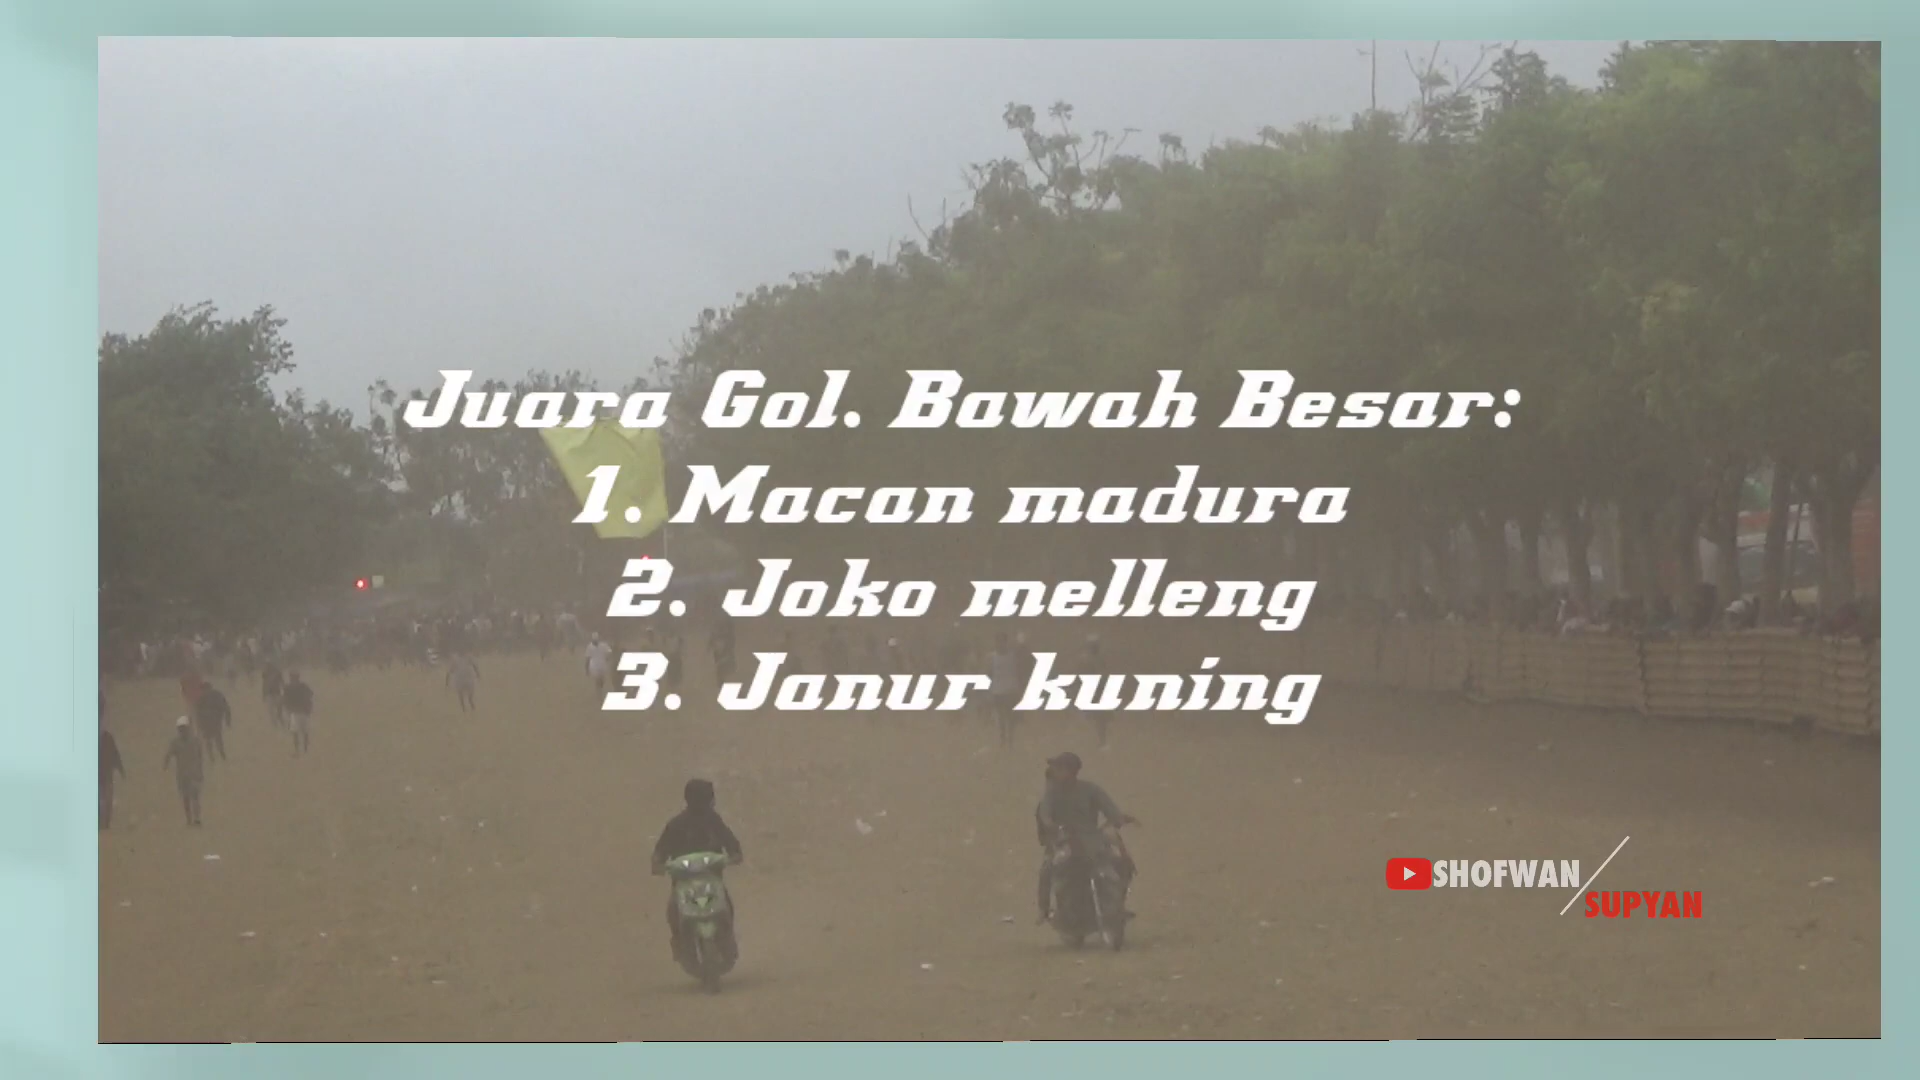 Juara Gol. Bawah Besar:
1. Macan madura
2. Joko melleng
3. Janur kuning
SHOFWAN
SUPYAN